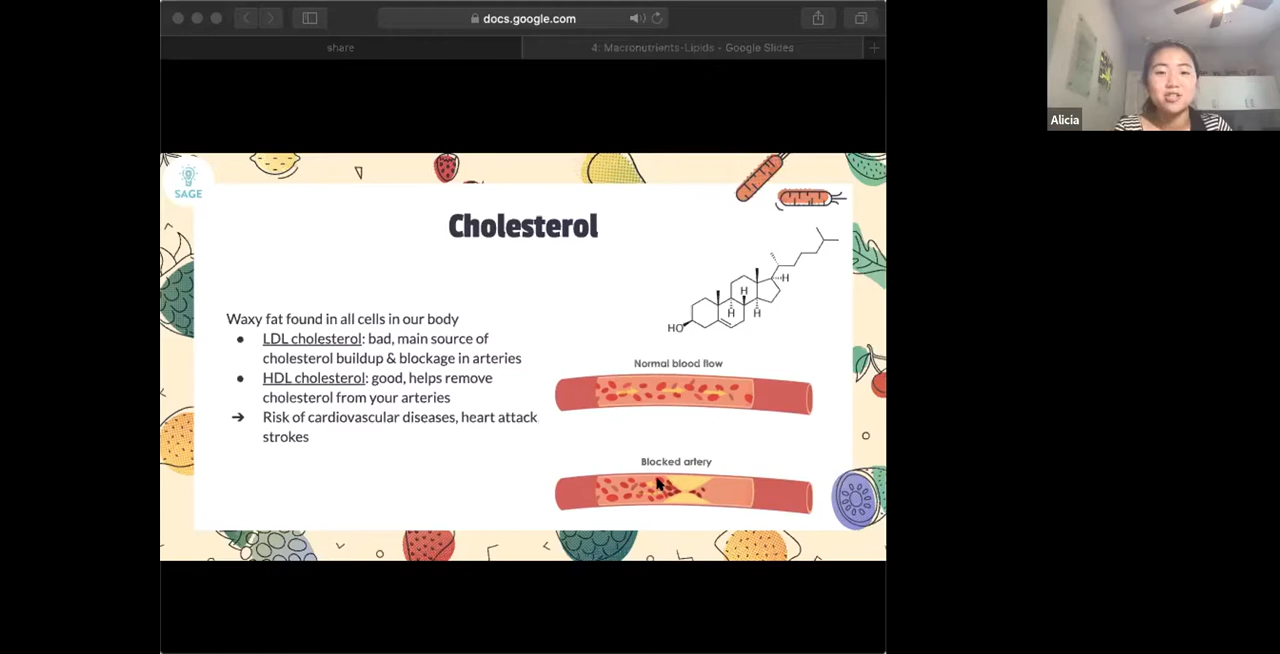 docs.google.com
share
4: Macronutrients-Lipids - Google Slides
Alicia
SAGE
Cholesterol
H
H
H
H
HO
Waxy fat found in all cells in our body
● LDL cholesterol: bad, main source of
cholesterol buildup & blockage in arteries
● HDL cholesterol: good, helps remove
cholesterol from your arteries
➔ Risk of cardiovascular diseases, heart attack
strokes
Normal blood flow
Blocked artery